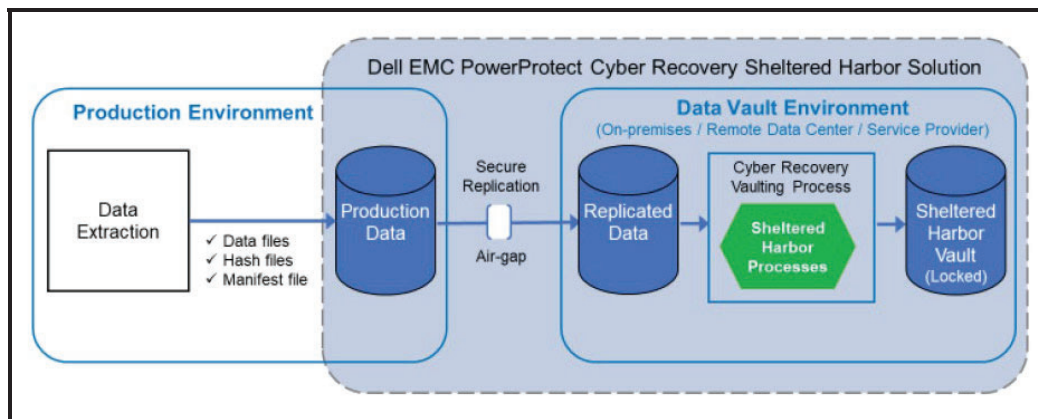 Dell EMC PowerProtect Cyber Recovery Sheltered Harbor Solution
Production Environment
Data Extraction
✓ Data files
✓ Hash files
✓ Manifest file
Production
Data
Secure
Replication
Air-gap
Data Vault Environment
(On-premises / Remote Data Center / Service Provider)
Replicated
Data
Cyber Recovery
Vaulting Process
Sheltered
Harbor
Processes
Sheltered
Harbor
Vault
(Locked)